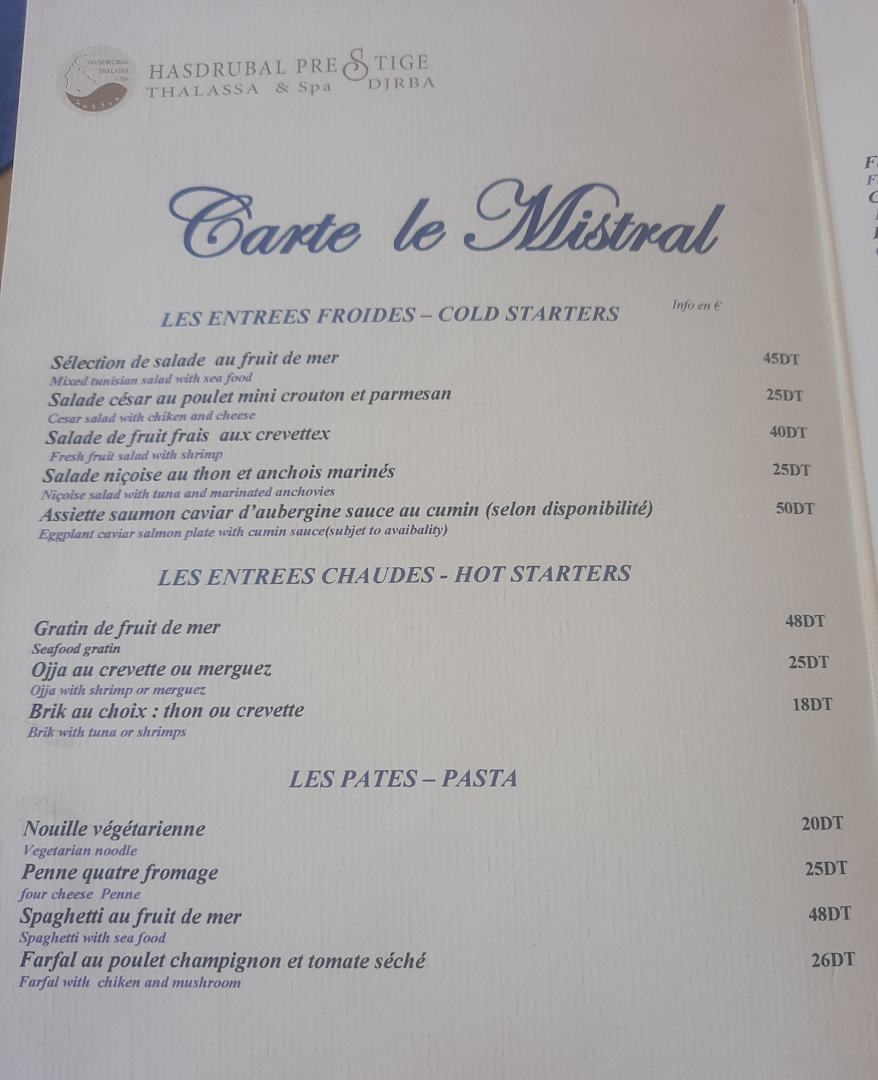 HASDRUBAL
THALASSA
& Spa
HASDRUBAL PRESTIGE
THALASSA & Spa DJRBA
Carte le Mistral
LES ENTREES FROIDES – COLD STARTERS Info en €
Sélection de salade au fruit de mer 45DT
Mixed tunisian salad with sea food
Salade césar au poulet mini crouton et parmesan 25DT
Cesar salad with chiken and cheese
Salade de fruit frais aux crevettex 40DT
Fresh fruit salad with shrimp
Salade niçoise au thon et anchois marinés 25DT
Niçoise salad with tuna and marinated anchovies
Assiette saumon caviar d'aubergine sauce au cumin (selon disponibilité) 50DT
Eggplant caviar salmon plate with cumin sauce(subjet to avaibality)
LES ENTREES CHAUDES - HOT STARTERS
Gratin de fruit de mer 48DT
Seafood gratin
Ojja au crevette ou merguez 25DT
Ojja with shrimp or merguez
Brik au choix : thon ou crevette 18DT
Brik with tuna or shrimps
LES PATES – PASTA
Nouille végétarienne 20DT
Vegetarian noodle
Penne quatre fromage 25DT
four cheese Penne
Spaghetti au fruit de mer 48DT
Spaghetti with sea food
Farfal au poulet champignon et tomate séché 26DT
Farfal with chiken and mushroom